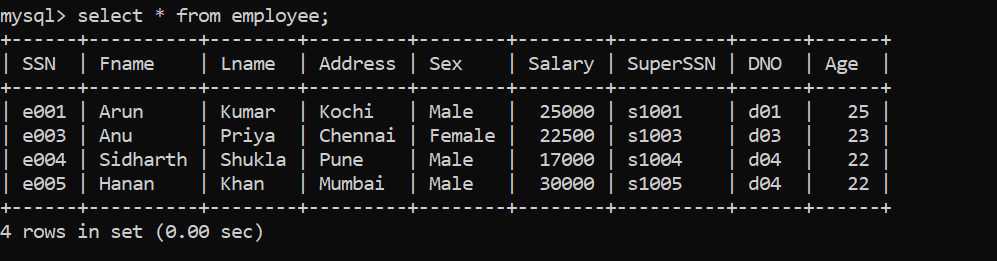 mysql> select * from employee;
+------+----------+--------+---------+--------+--------+----------+------+------+
| SSN  | Fname    | Lname  | Address | Sex    | Salary | SuperSSN | DNO  | Age  |
+------+----------+--------+---------+--------+--------+----------+------+------+
| e001 | Arun     | Kumar  | Kochi   | Male   |  25000 | s1001    | d01  |   25 |
| e003 | Anu      | Priya  | Chennai | Female |  22500 | s1003    | d03  |   23 |
| e004 | Sidharth | Shukla | Pune    | Male   |  17000 | s1004    | d04  |   22 |
| e005 | Hanan    | Khan   | Mumbai  | Male   |  30000 | s1005    | d04  |   22 |
+------+----------+--------+---------+--------+--------+----------+------+------+
4 rows in set (0.00 sec)